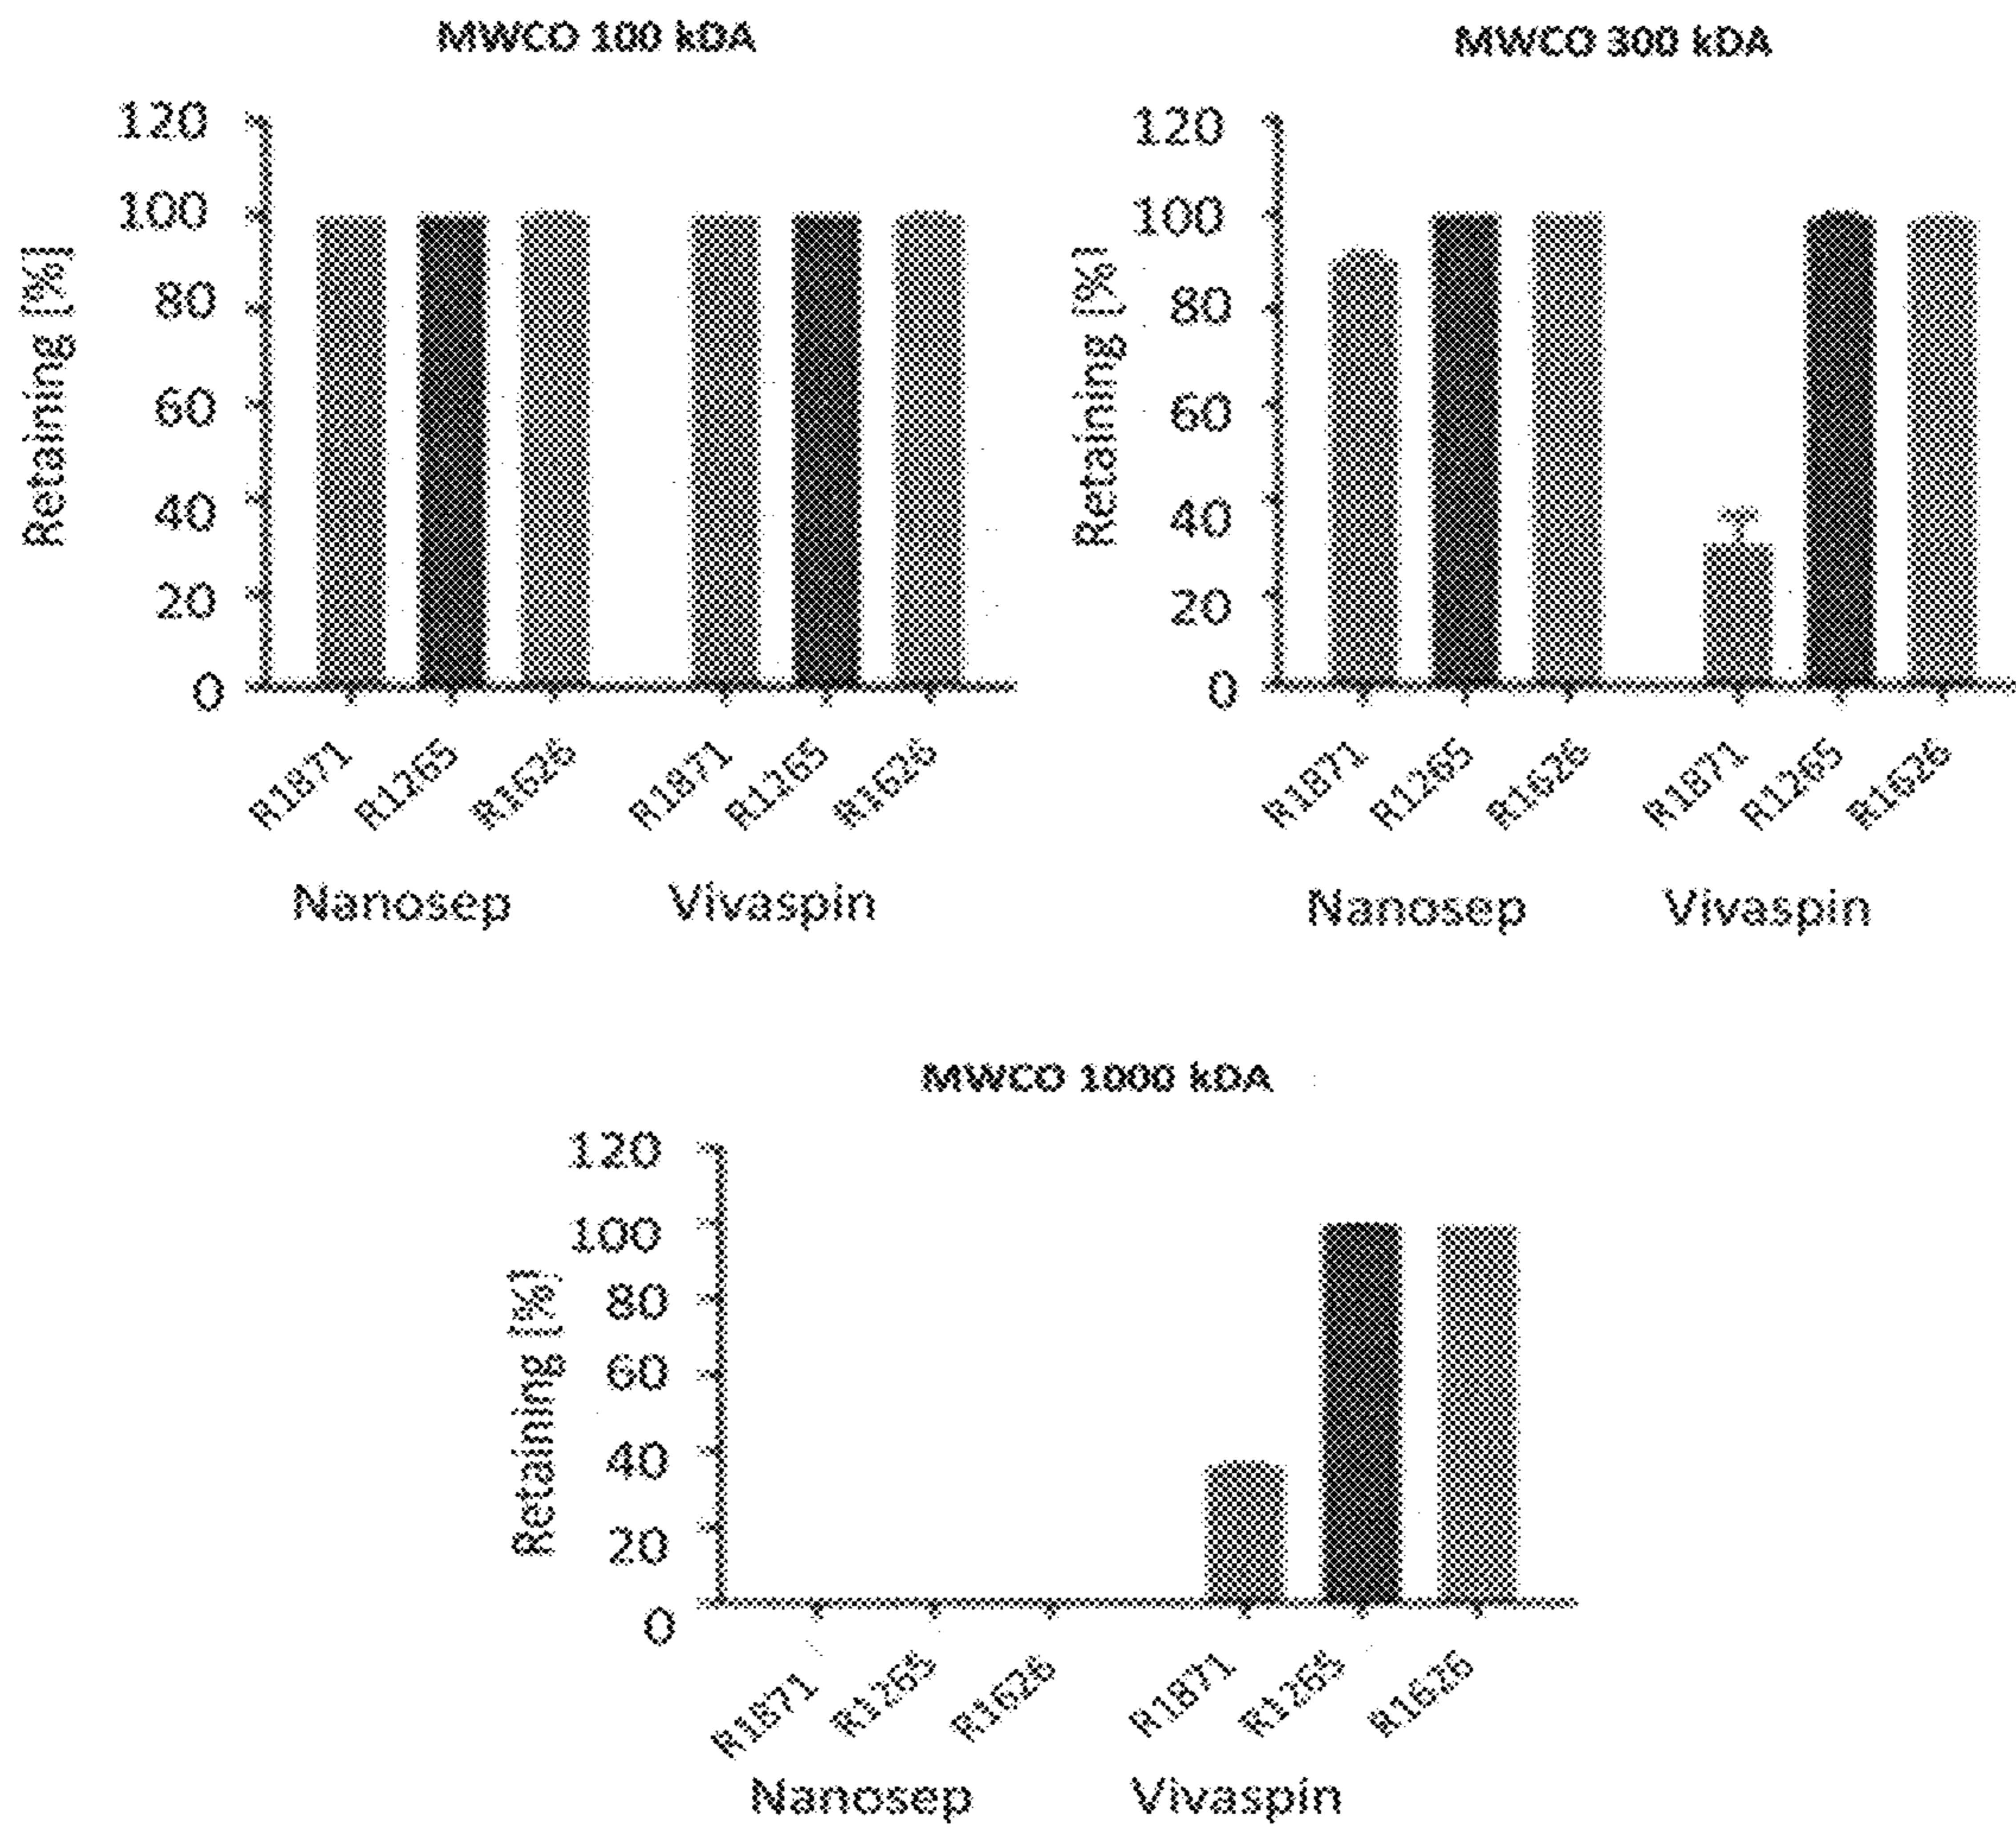 MWCO 100 kDA
120
100
80
60
40
20
0
Retaining [%]
R1871
R1265
R1626
R1871
R1265
R1626
Nanosep
Vivaspin
MWCO 300 kDA
120
100
80
60
40
20
0
Retaining [%]
R1871
R1265
R1626
R1871
R1265
R1626
Nanosep
Vivaspin
MWCO 1000 kDA
120
100
80
60
40
20
0
Retaining [%]
R1871
R1265
R1626
R1871
R1265
R1626
Nanosep
Vivaspin